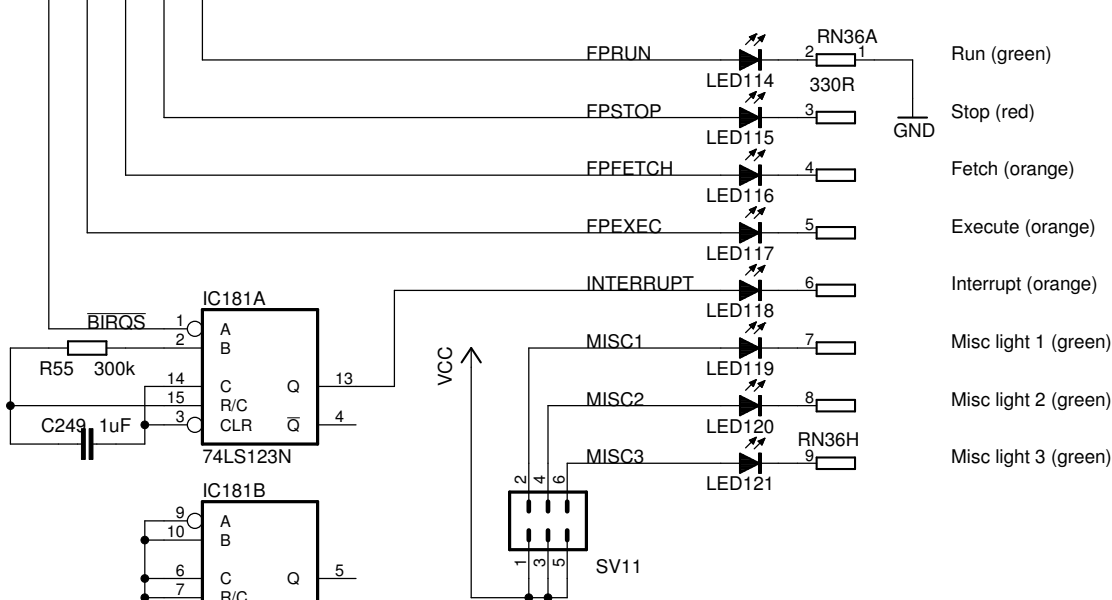 FPRUN
LED114
2
RN36A
1
330R
GND
Run (green)
FPSTOP
LED115
3
Stop (red)
FPFETCH
LED116
4
Fetch (orange)
FPEXEC
LED117
5
Execute (orange)
INTERRUPT
LED118
6
Interrupt (orange)
MISC1
LED119
7
Misc light 1 (green)
MISC2
LED120
8
Misc light 2 (green)
MISC3
LED121
RN36H
9
Misc light 3 (green)
IC181A
BIRQS
1
A
2
B
R55 300k
14
C
Q
13
15
R/C
C249 1uF
3
CLR
Q
4
74LS123N
VCC
2
4
6
1
3
5
SV11
IC181B
9
A
10
B
6
C
Q
5
7
R/C